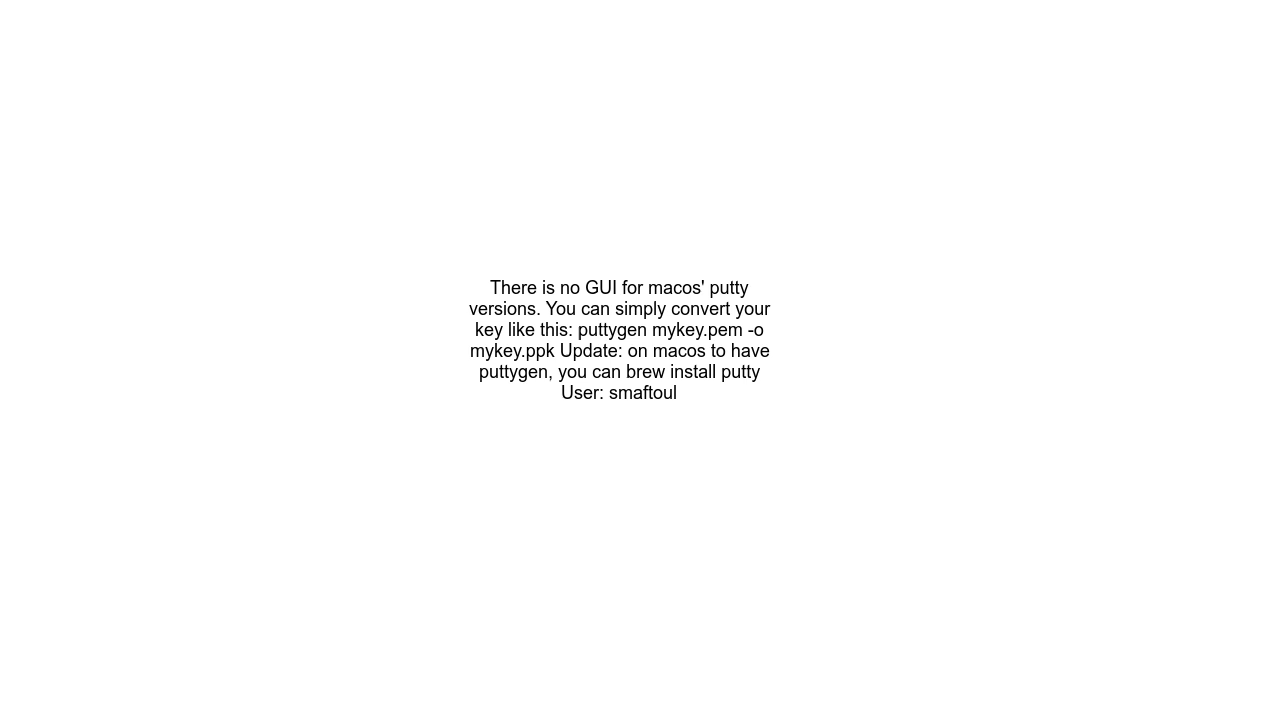 There is no GUI for macos' putty
versions. You can simply convert your
key like this: puttygen mykey.pem -o
mykey.ppk Update: on macos to have
puttygen, you can brew install putty
User: smaftoul